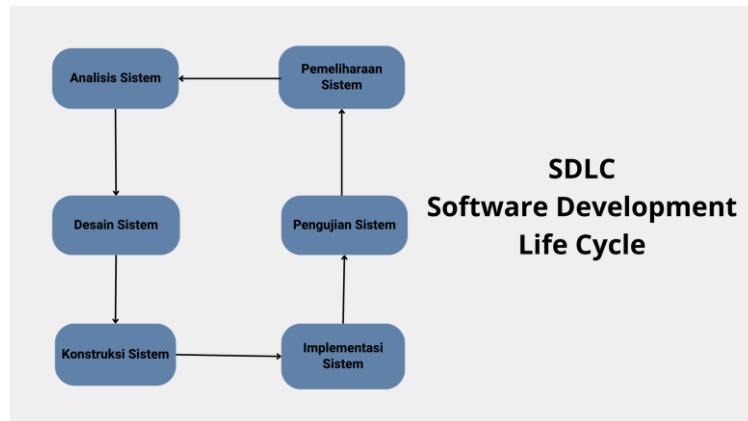 Analisis Sistem
Desain Sistem
Konstruksi Sistem
Implementasi
Sistem
Pengujian Sistem
Pemeliharaan
Sistem
SDLC
Software Development
Life Cycle